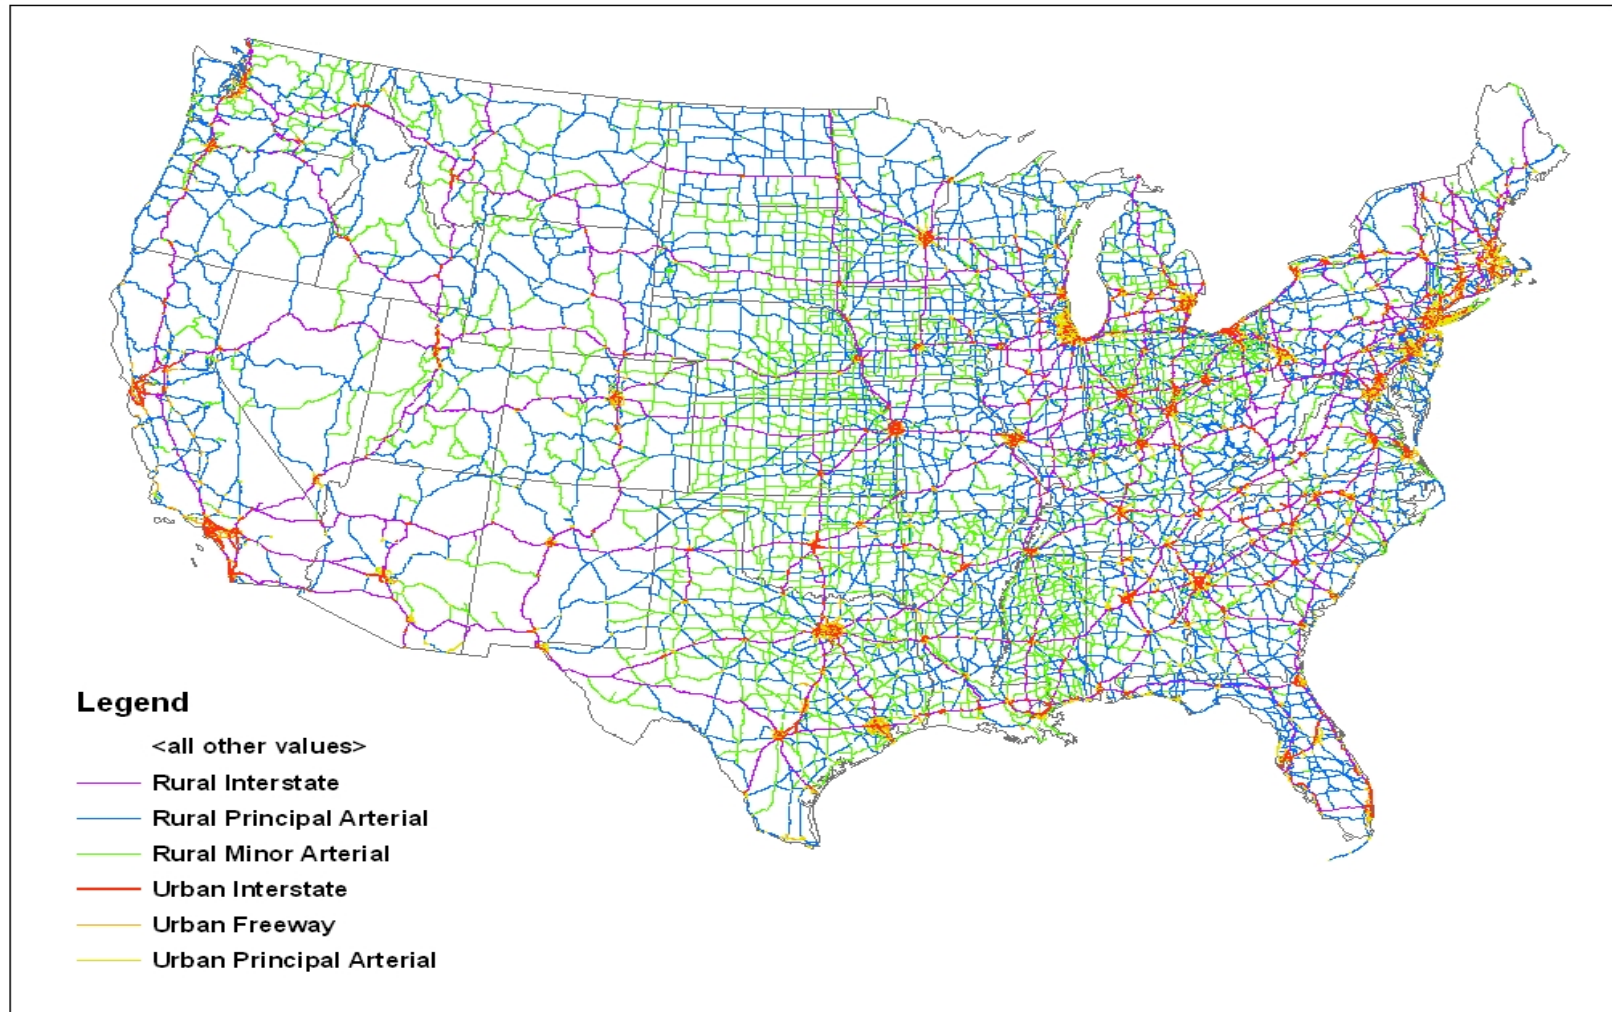 Legend
<all other values>
Rural Interstate
Rural Principal Arterial
Rural Minor Arterial
Urban Interstate
Urban Freeway
Urban Principal Arterial